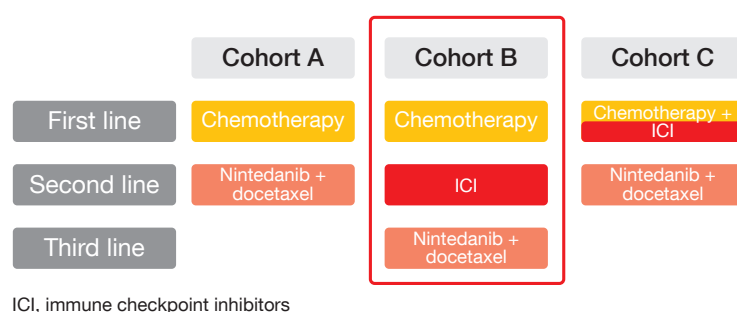 Cohort A
Cohort B
Cohort C
First line
Chemotherapy
Chemotherapy
Chemotherapy +
ICI
Second line
Nintedanib +
docetaxel
ICI
Nintedanib +
docetaxel
Third line
Nintedanib +
docetaxel
ICI, immune checkpoint inhibitors